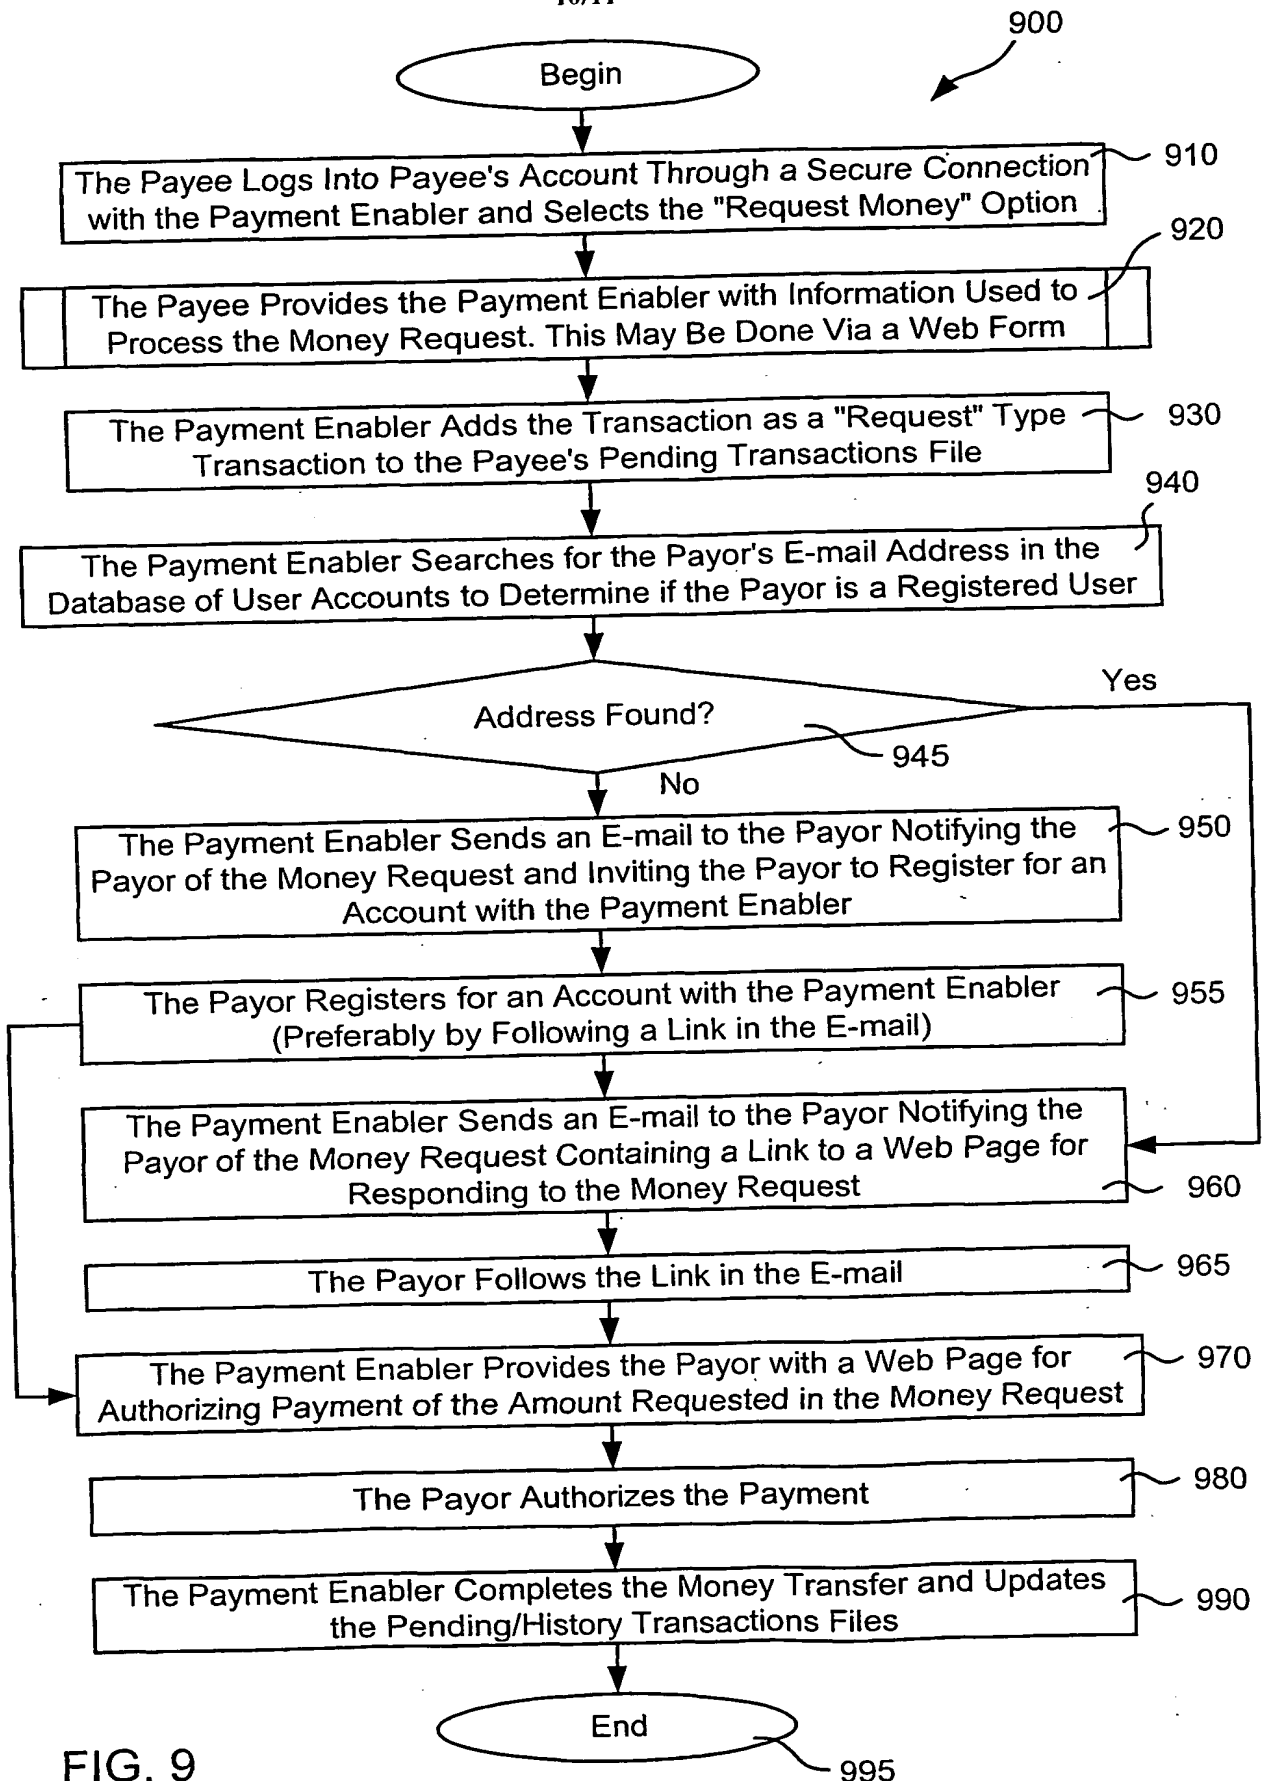 900
Begin
The Payee Logs Into Payee's Account Through a Secure Connection
with the Payment Enabler and Selects the "Request Money" Option
910
920
The Payee Provides the Payment Enabler with Information Used to
Process the Money Request. This May Be Done Via a Web Form
The Payment Enabler Adds the Transaction as a "Request" Type
Transaction to the Payee's Pending Transactions File
930
940
The Payment Enabler Searches for the Payor's E-mail Address in the
Database of User Accounts to Determine if the Payor is a Registered User
Yes
Address Found?
945
No
The Payment Enabler Sends an E-mail to the Payor Notifying the
Payor of the Money Request and Inviting the Payor to Register for an
Account with the Payment Enabler
950
The Payor Registers for an Account with the Payment Enabler
(Preferably by Following a Link in the E-mail)
955
The Payment Enabler Sends an E-mail to the Payor Notifying the
Payor of the Money Request Containing a Link to a Web Page for
Responding to the Money Request
960
The Payor Follows the Link in the E-mail
965
The Payment Enabler Provides the Payor with a Web Page for
Authorizing Payment of the Amount Requested in the Money Request
970
The Payor Authorizes the Payment
980
The Payment Enabler Completes the Money Transfer and Updates
the Pending/History Transactions Files
990
End
995
FIG. 9